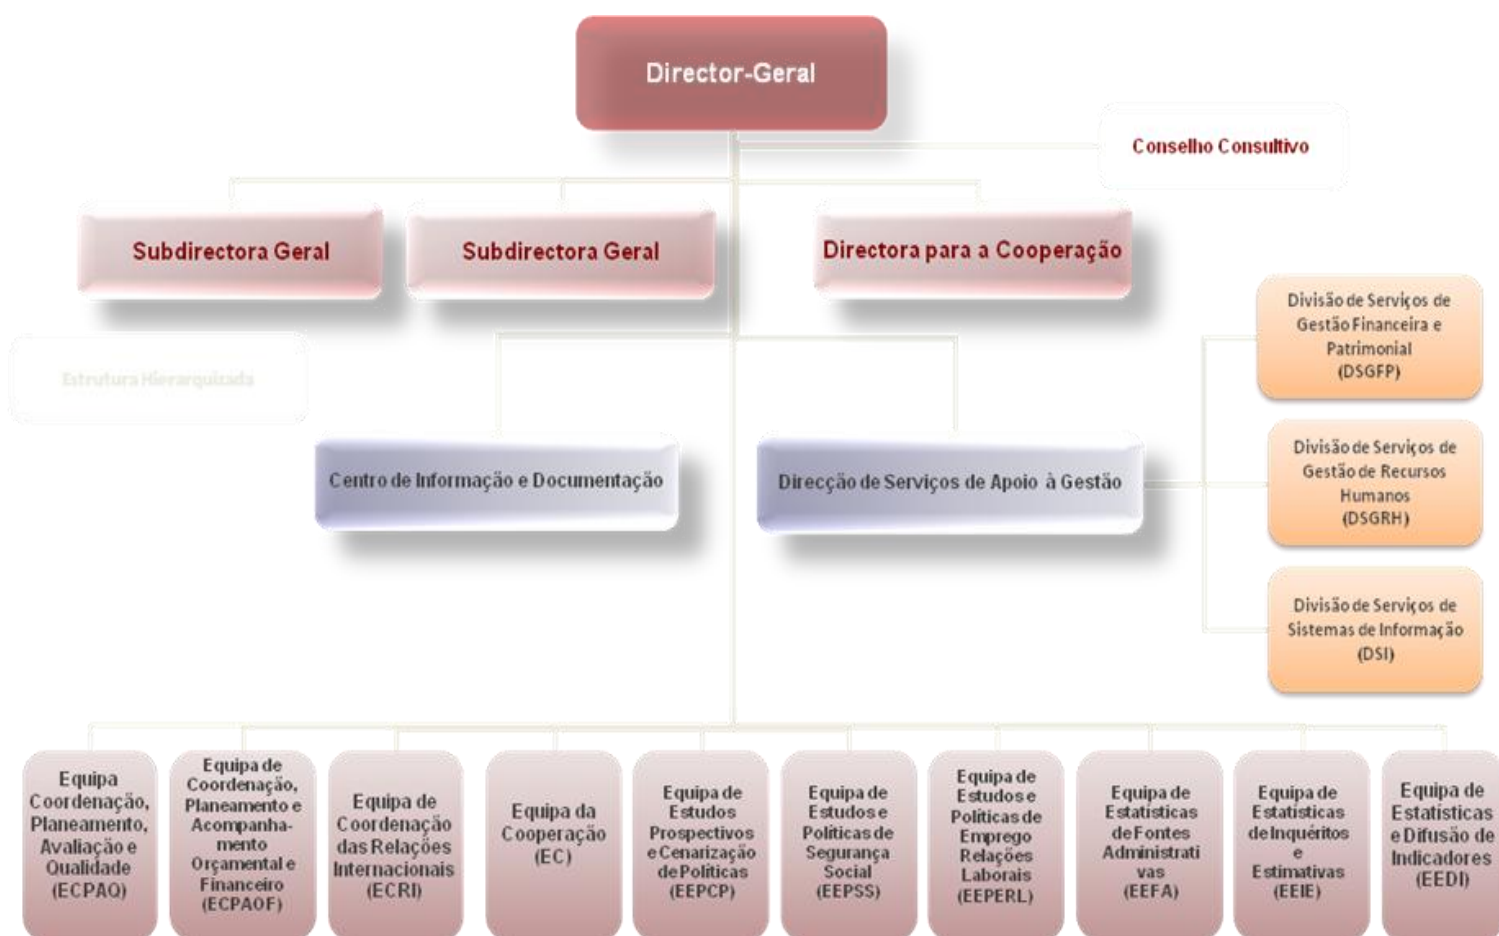 Director-Geral
Conselho Consultivo
Subdirectora Geral
Subdirectora Geral
Directora para a Cooperação
Divisão de Serviços de
Gestão Financeira e
Patrimonial
(DSGFP)
Estrutura Hierarquizada
Centro de Informação e Documentação
Direcção de Serviços de Apoio à Gestão
Divisão de Serviços de
Gestão de Recursos
Humanos
(DSGRH)
Divisão de Serviços de
Sistemas de Informação
(DSI)
Equipa
Coordenação,
Planeamento,
Avaliação e
Qualidade
(ECPAQ)
Equipa de
Coordenação,
Planeamento e
Acompanha-
mento
Orçamental e
Financeiro
(ECPAOF)
Equipa de
Coordenação
das Relações
Internacionais
(ECRI)
Equipa da
Cooperação
(EC)
Equipa de
Estudos
Prospectivos
e Cenarização
de Políticas
(EEPCP)
Equipa de
Estudos e
Políticas de
Segurança
Social
(EEPSS)
Equipa de
Estudos e
Políticas de
Emprego
Relações
Laborais
(EEPERL)
Equipa de
Estatísticas
de Fontes
Administrati
vas
(EEFA)
Equipa de
Estatísticas
de Inquéritos
e
Estimativas
(EEIE)
Equipa de
Estatísticas
e Difusão de
Indicadores
(EEDI)